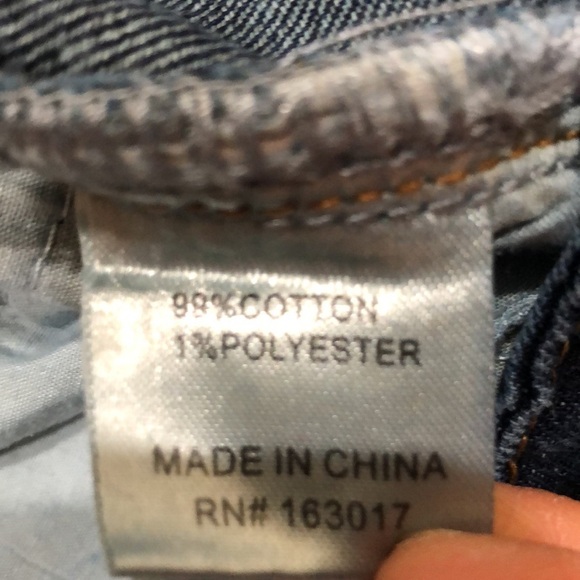 99%COTTON
1%POLYESTER
MADE IN CHINA
RN# 163017